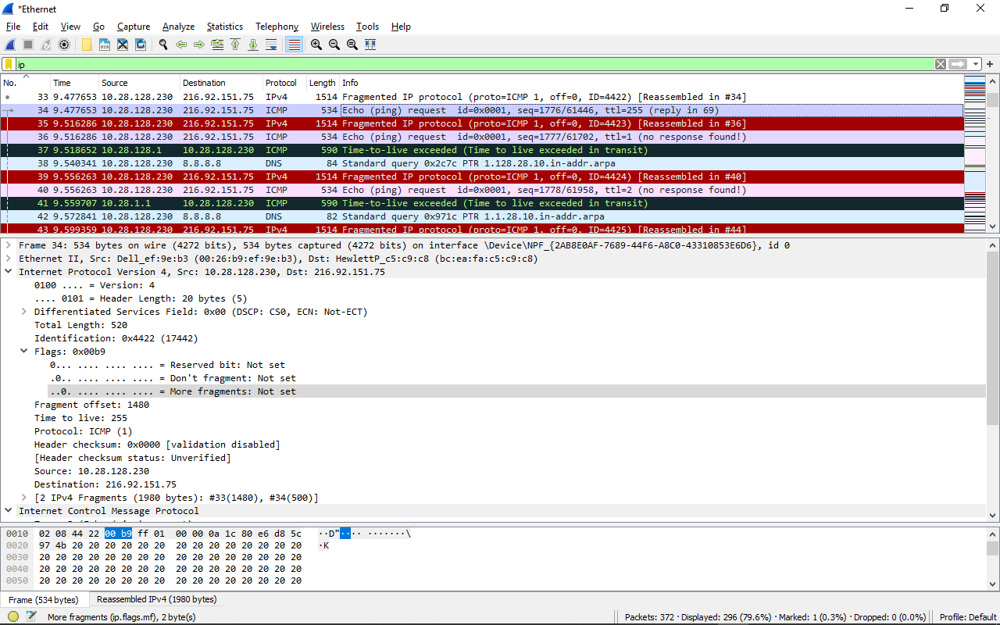 *Ethernet
File Edit View Go Capture Analyze Statistics Telephony Wireless Tools Help
ip
No. Time Source Destination Protocol Length Info
33 9.477653 10.28.128.230 216.92.151.75 IPv4 1514 Fragmented IP protocol (proto=ICMP 1, off=0, ID=4422) [Reassembled in #34]
34 9.477653 10.28.128.230 216.92.151.75 ICMP 534 Echo (ping) request id=0x0001, seq=1776/61446, ttl=255 (reply in 69)
35 9.516286 10.28.128.230 216.92.151.75 IPv4 1514 Fragmented IP protocol (proto=ICMP 1, off=0, ID=4423) [Reassembled in #36]
36 9.516286 10.28.128.230 216.92.151.75 ICMP 534 Echo (ping) request id=0x0001, seq=1777/61702, ttl=1 (no response found!)
37 9.518652 10.28.128.1 10.28.128.230 ICMP 590 Time-to-live exceeded (Time to live exceeded in transit)
38 9.540341 10.28.128.230 8.8.8.8 DNS 84 Standard query 0x2c7c PTR 1.128.28.10.in-addr.arpa
39 9.556263 10.28.128.230 216.92.151.75 IPv4 1514 Fragmented IP protocol (proto=ICMP 1, off=0, ID=4424) [Reassembled in #40]
40 9.556263 10.28.128.230 216.92.151.75 ICMP 534 Echo (ping) request id=0x0001, seq=1778/61958, ttl=2 (no response found!)
41 9.559707 10.28.1.1 10.28.128.230 ICMP 590 Time-to-live exceeded (Time to live exceeded in transit)
42 9.572841 10.28.128.230 8.8.8.8 DNS 82 Standard query 0x971c PTR 1.1.28.10.in-addr.arpa
43 9.599359 10.28.128.230 216.92.151.75 IPv4 1514 Fragmented IP protocol (proto=ICMP 1, off=0, ID=4425) [Reassembled in #44]
Frame 34: 534 bytes on wire (4272 bits), 534 bytes captured (4272 bits) on interface \Device\NPF_{2AB8E0AF-7689-44F6-A8C0-43310853E6D6}, id 0
Ethernet II, Src: Dell_ef:9e:b3 (00:26:b9:ef:9e:b3), Dst: HewlettP_c5:c9:c8 (bc:ea:fa:c5:c9:c8)
Internet Protocol Version 4, Src: 10.28.128.230, Dst: 216.92.151.75
0100 .... = Version: 4
.... 0101 = Header Length: 20 bytes (5)
Differentiated Services Field: 0x00 (DSCP: CS0, ECN: Not-ECT)
Total Length: 520
Identification: 0x4422 (17442)
Flags: 0x00b9
0... .... .... .... = Reserved bit: Not set
.0.. .... .... .... = Don't fragment: Not set
..0. .... .... .... = More fragments: Not set
Fragment offset: 1480
Time to live: 255
Protocol: ICMP (1)
Header checksum: 0x0000 [validation disabled]
[Header checksum status: Unverified]
Source: 10.28.128.230
Destination: 216.92.151.75
[2 IPv4 Fragments (1980 bytes): #33(1480), #34(500)]
Internet Control Message Protocol
0010 02 08 44 22 00 b9 ff 01 00 00 0a 1c 80 e6 d8 5c ··D"···· ·······\
0020 97 4b 20 20 20 20 20 20 20 20 20 20 20 20 20 20 ·K
0030 20 20 20 20 20 20 20 20 20 20 20 20 20 20 20 20
0040 20 20 20 20 20 20 20 20 20 20 20 20 20 20 20 20
0050 20 20 20 20 20 20 20 20 20 20 20 20 20 20 20 20
Frame (534 bytes) Reassembled IPv4 (1980 bytes)
More fragments (ip.flags.mf), 2 byte(s) Packets: 372 · Displayed: 296 (79.6%) · Marked: 1 (0.3%) · Dropped: 0 (0.0%) Profile: Default